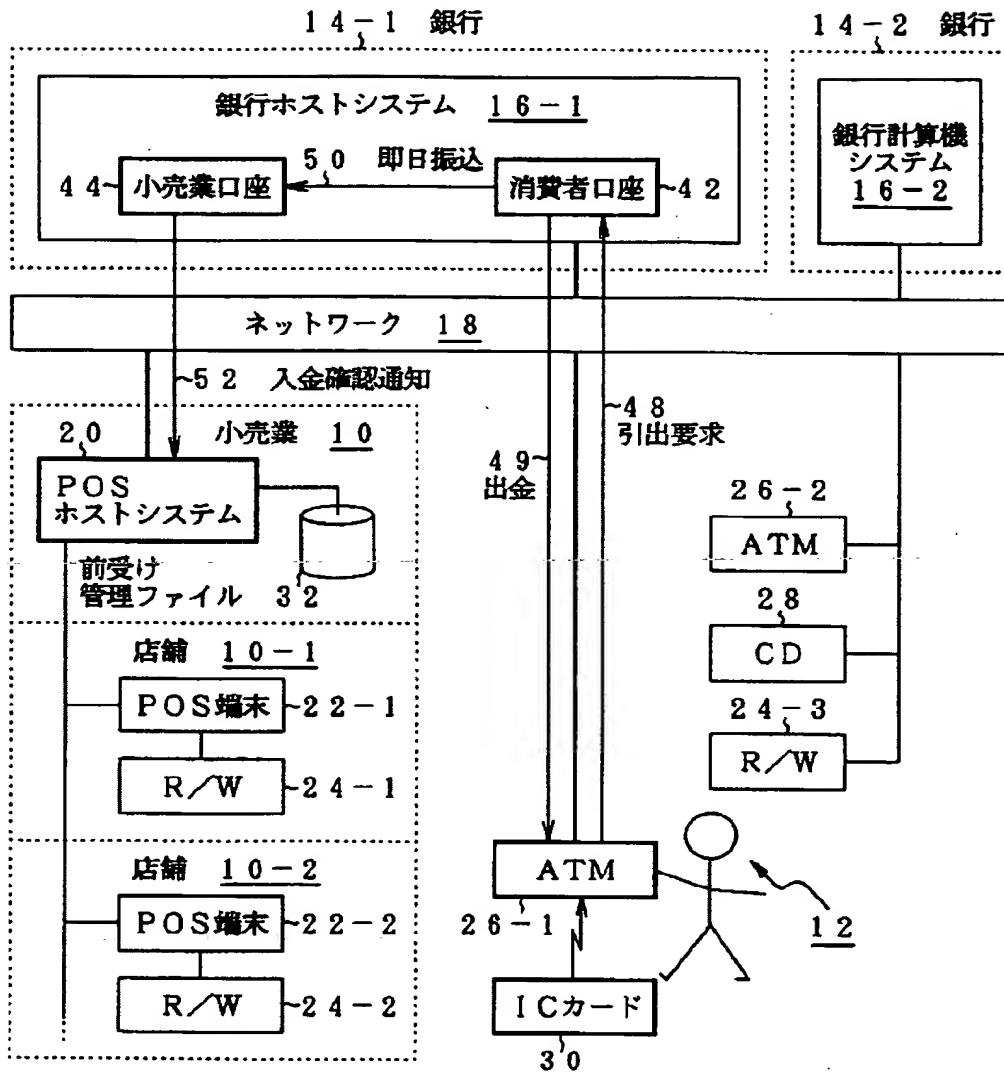 １４－１ 銀行
１４－２ 銀行
銀行ホストシステム １６－１
銀行計算機
システム
１６－２
５０ 即日振込
４４ 小売業口座
消費者口座 ４２
ネットワーク １８
５２ 入金確認通知
４８
引出要求
４９
出金
２０
小売業 １０
ＰＯＳ
ホストシステム
前受け
管理ファイル ３２
２６－２
ＡＴＭ
２８
ＣＤ
２４－３
Ｒ／Ｗ
店舗 １０－１
ＰＯＳ端末 ２２－１
Ｒ／Ｗ ２４－１
店舗 １０－２
ＰＯＳ端末 ２２－２
Ｒ／Ｗ ２４－２
ＡＴＭ
２６－１
１２
ＩＣカード
３０